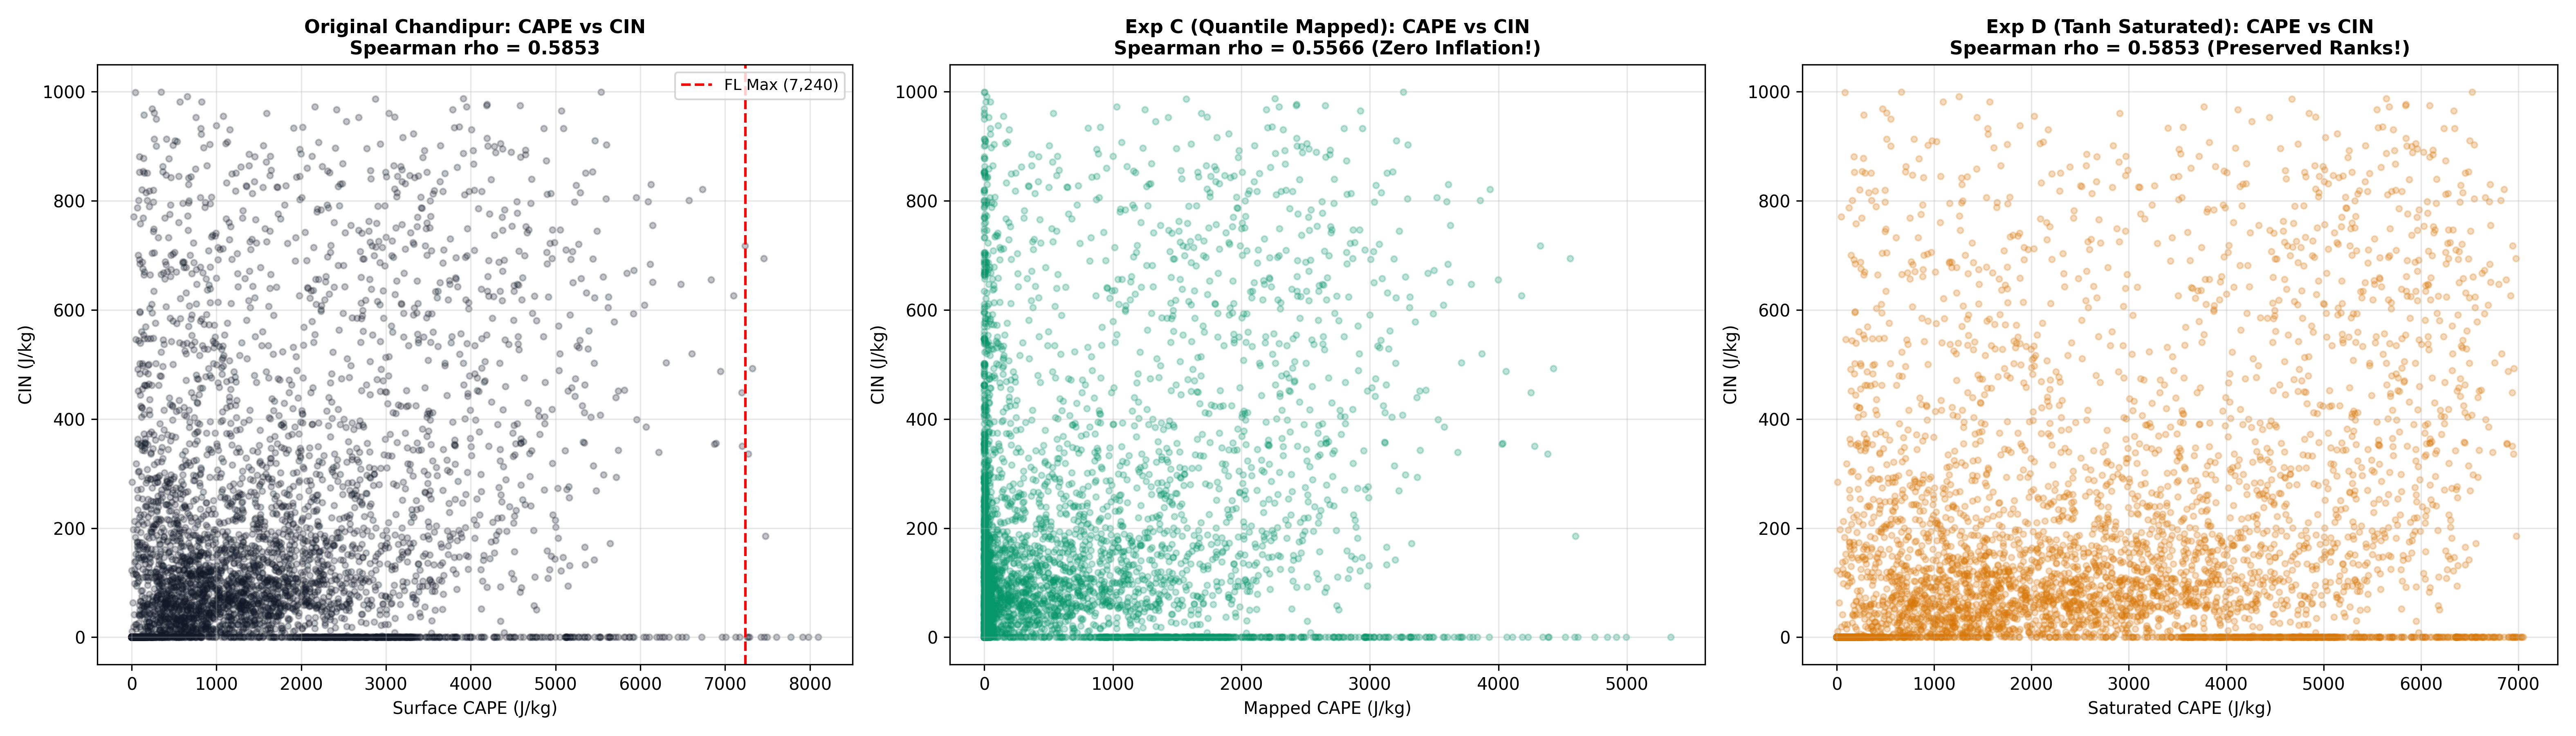 Original Chandipur: CAPE vs CIN
Spearman rho = 0.5853
FL Max (7,240)
1000
800
600
400
200
0
CIN (J/kg)
0 1000 2000 3000 4000 5000 6000 7000 8000
Surface CAPE (J/kg)
Exp C (Quantile Mapped): CAPE vs CIN
Spearman rho = 0.5566 (Zero Inflation!)
1000
800
600
400
200
0
CIN (J/kg)
0 1000 2000 3000 4000 5000
Mapped CAPE (J/kg)
Exp D (Tanh Saturated): CAPE vs CIN
Spearman rho = 0.5853 (Preserved Ranks!)
1000
800
600
400
200
0
CIN (J/kg)
0 1000 2000 3000 4000 5000 6000 7000
Saturated CAPE (J/kg)